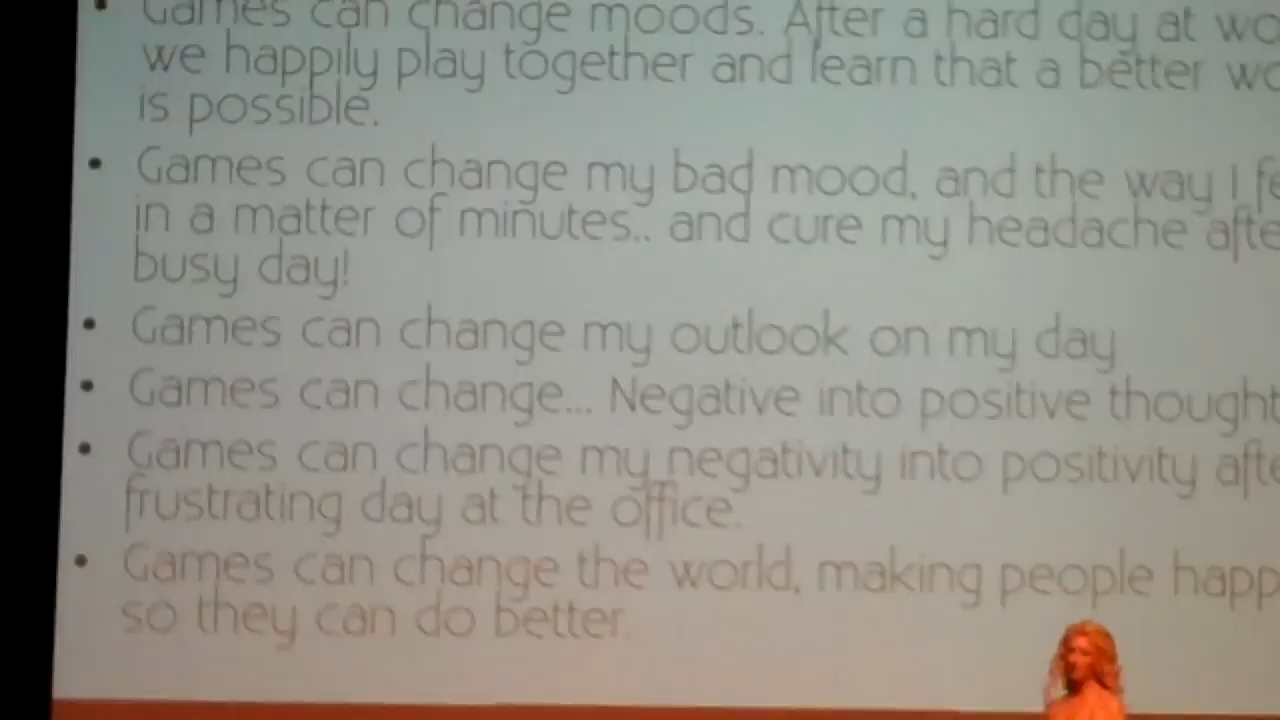 • Games can change moods. After a hard day at
we happily play together and learn that a better
is possible.
• Games can change my bad mood, and the way I
in a matter of minutes.. and cure my headache
busy day!
• Games can change my outlook on my day
• Games can change... Negative into positive thought
• Games can change my negativity into positivity
frustrating day at the office.
• Games can change the world, making people
so they can do better